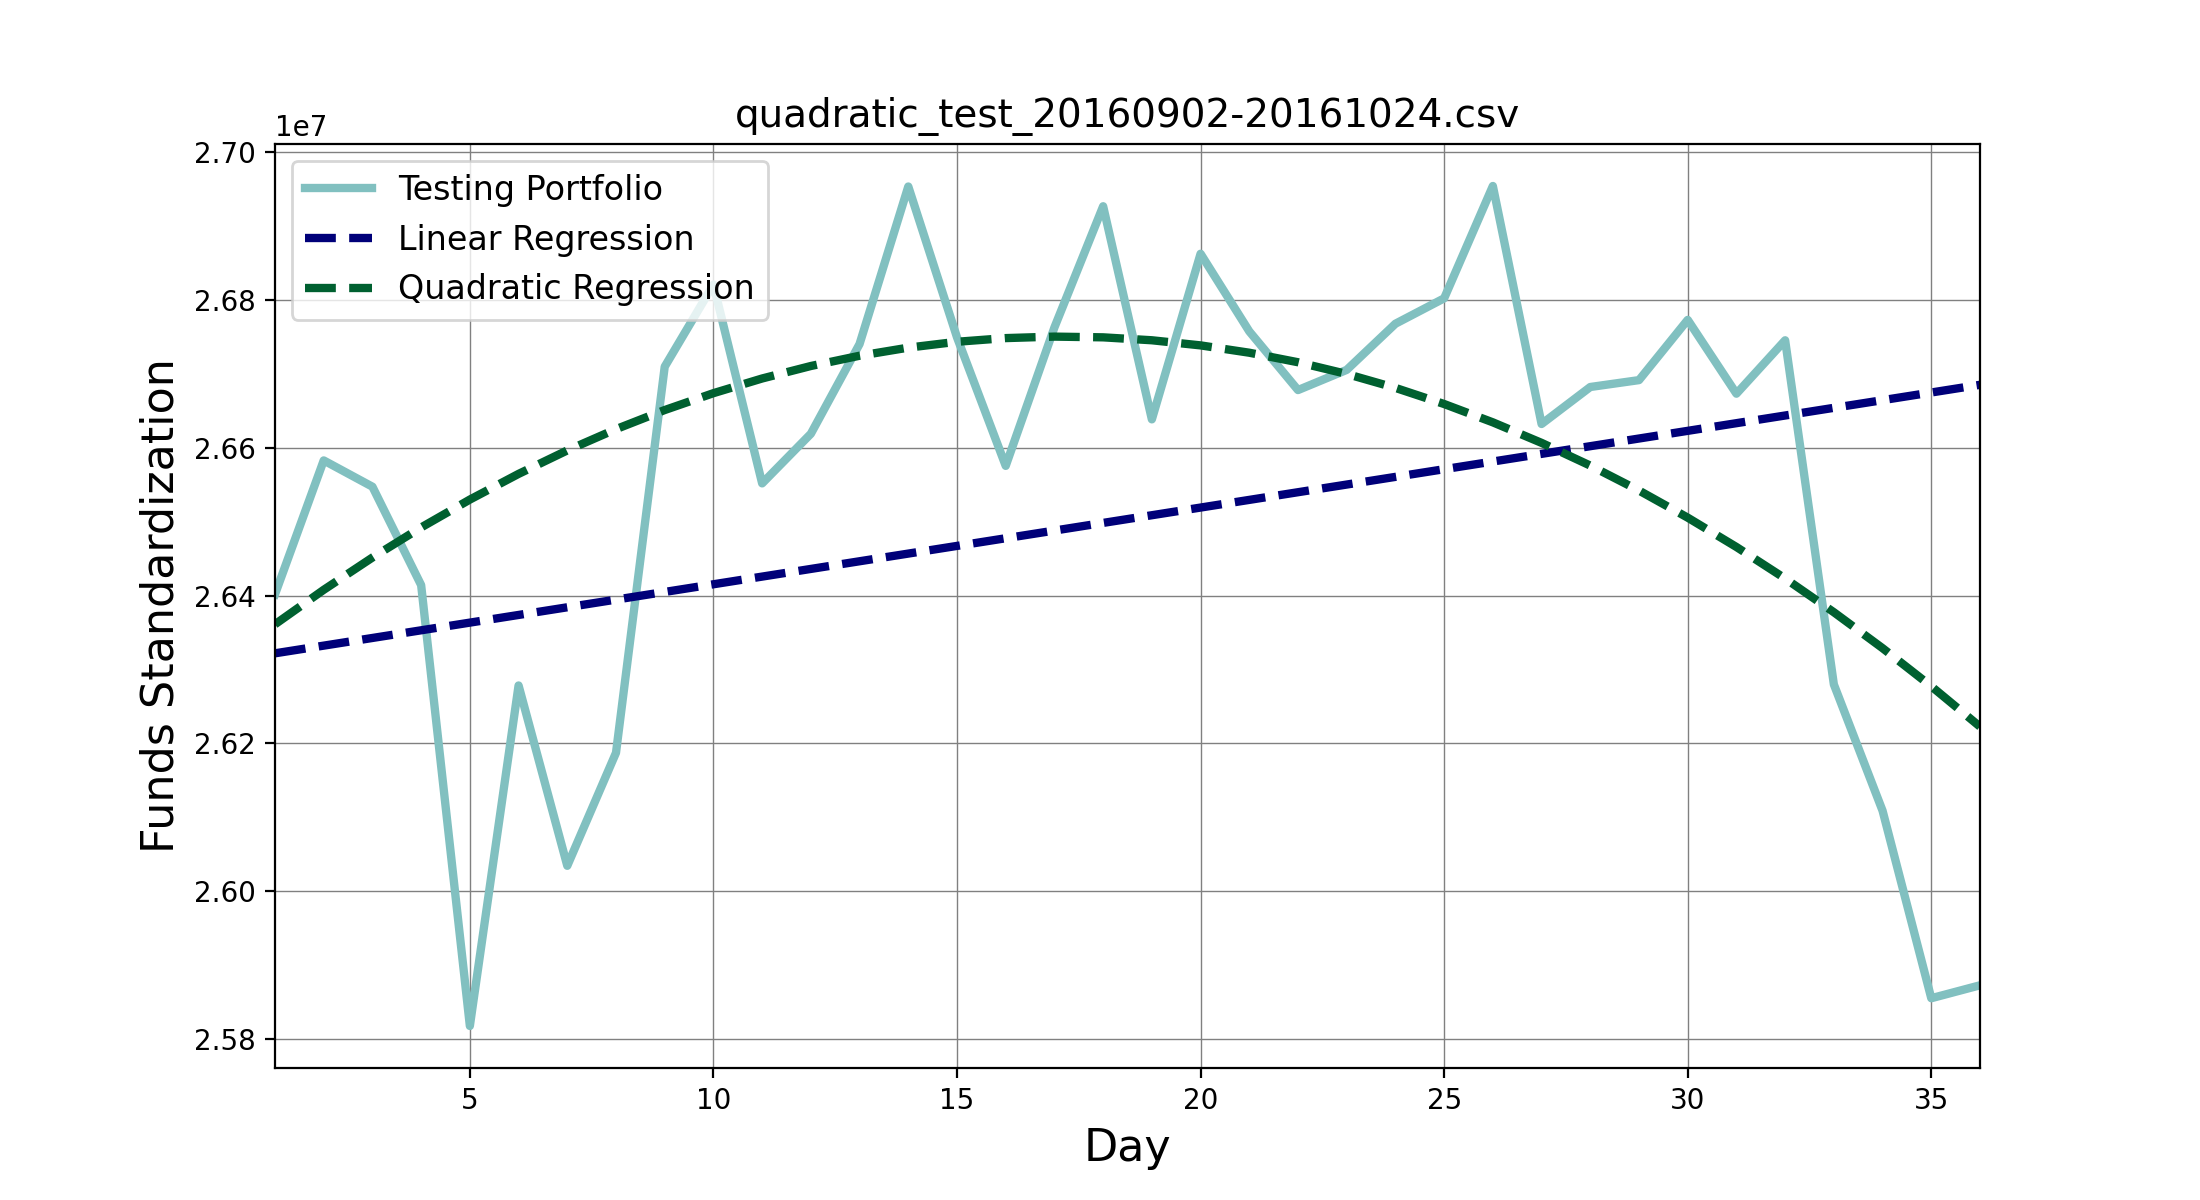 quadratic_test_20160902-20161024.csv
1e7
2.70
2.68
2.66
2.64
2.62
2.60
2.58
Funds Standardization
Testing Portfolio
Linear Regression
Quadratic Regression
5 10 15 20 25 30 35
Day